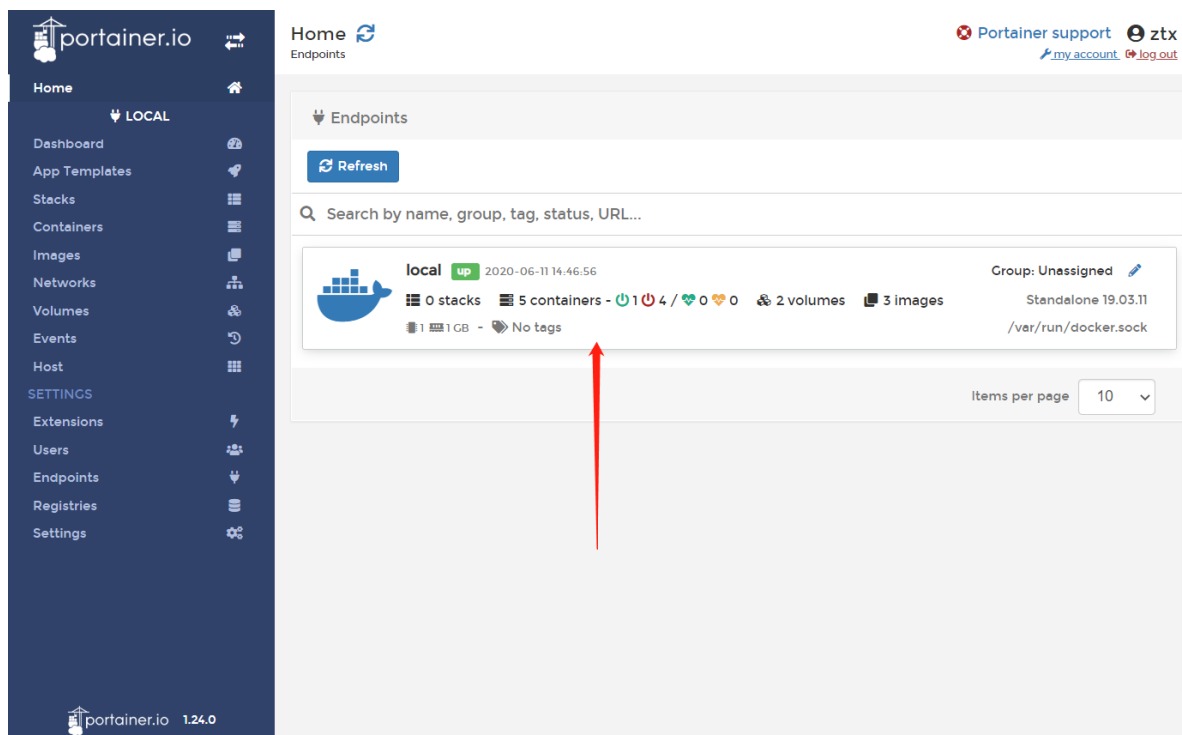 portainer.io
Home
LOCAL
Dashboard
App Templates
Stacks
Containers
Images
Networks
Volumes
Events
Host
SETTINGS
Extensions
Users
Endpoints
Registries
Settings
portainer.io 1.24.0
Home
Endpoints
Portainer support ztx
my account log out
Endpoints
Refresh
Search by name, group, tag, status, URL...
local up 2020-06-11 14:46:56 Group: Unassigned
0 stacks 5 containers - 1 4 / 0 0 2 volumes 3 images Standalone 19.03.11
1 1 GB - No tags /var/run/docker.sock
Items per page 10